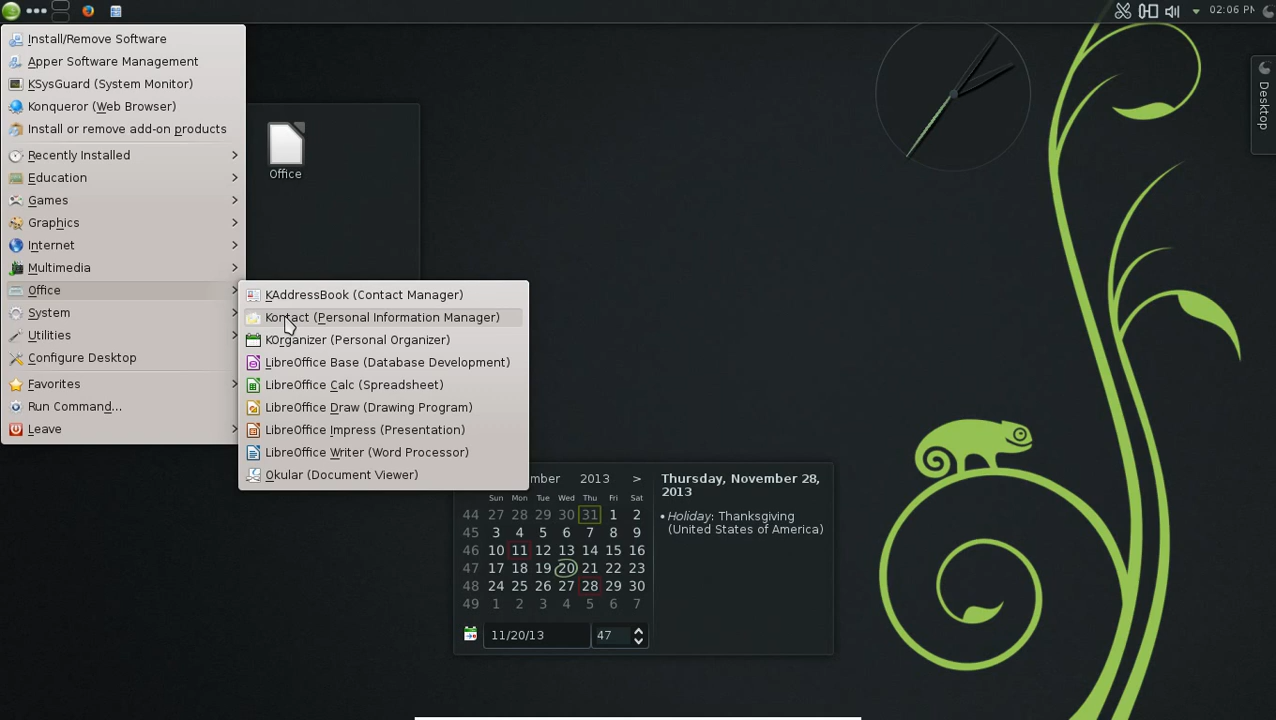 02:06 PM
Install/Remove Software
Apper Software Management
KSysGuard (System Monitor)
Konqueror (Web Browser)
Install or remove add-on products
Recently Installed
Education
Games
Graphics
Internet
Multimedia
Office
System
Utilities
Configure Desktop
Favorites
Run Command...
Leave
Office
Desktop
KAddressBook (Contact Manager)
Kontact (Personal Information Manager)
KOrganizer (Personal Organizer)
LibreOffice Base (Database Development)
LibreOffice Calc (Spreadsheet)
LibreOffice Draw (Drawing Program)
LibreOffice Impress (Presentation)
LibreOffice Writer (Word Processor)
Okular (Document Viewer)
mber 2013 >
Sun Mon Tue Wed Thu Fri Sat
44 27 28 29 30 31 1 2
45 3 4 5 6 7 8 9
46 10 11 12 13 14 15 16
47 17 18 19 20 21 22 23
48 24 25 26 27 28 29 30
49 1 2 3 4 5 6 7
11/20/13 47
Thursday, November 28,
2013
• Holiday: Thanksgiving
(United States of America)